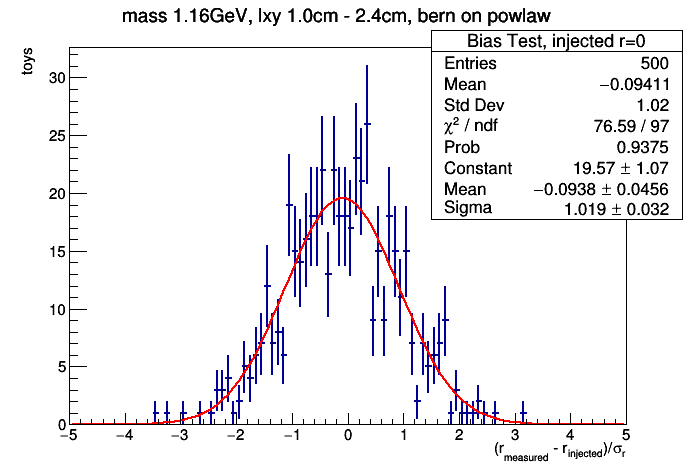 mass 1.16GeV, lxy 1.0cm - 2.4cm, bern on powlaw
Bias Test, injected r=0
Entries 500
Mean −0.09411
Std Dev 1.02
χ² / ndf 76.59 / 97
Prob 0.9375
Constant 19.57 ± 1.07
Mean −0.0938 ± 0.0456
Sigma 1.019 ± 0.032
toys
30
25
20
15
10
5
0
−5 −4 −3 −2 −1 0 1 2 3 4 5
(r_measured - r_injected)/σ_r